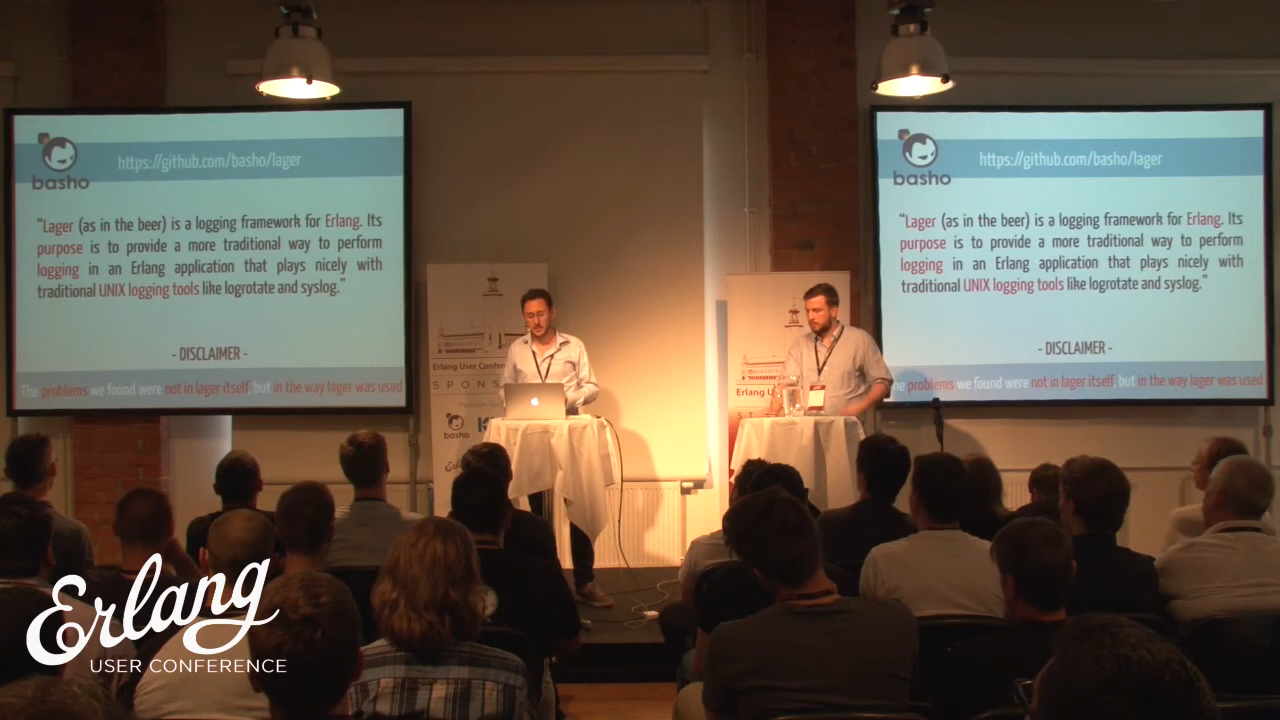 basho
https://github.com/basho/lager
“Lager (as in the beer) is a logging framework for Erlang. Its
purpose is to provide a more traditional way to perform
logging in an Erlang application that plays nicely with
traditional UNIX logging tools like logrotate and syslog.”
- DISCLAIMER -
The problems we found were not in lager itself, but in the way lager was used
basho
https://github.com/basho/lager
“Lager (as in the beer) is a logging framework for Erlang. Its
purpose is to provide a more traditional way to perform
logging in an Erlang application that plays nicely with
traditional UNIX logging tools like logrotate and syslog.”
- DISCLAIMER -
problems we found were not in lager itself, but in the way lager was used
Erlang User
SPONS
basho
Erlang
Erlang
USER CONFERENCE